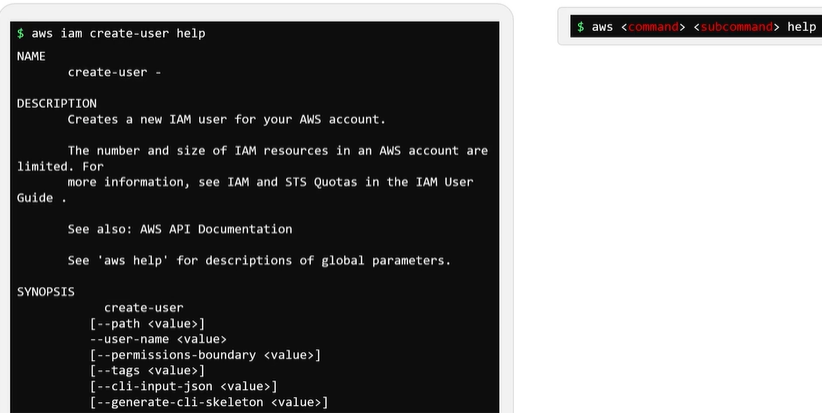 $ aws iam create-user help
NAME
create-user -
DESCRIPTION
Creates a new IAM user for your AWS account.
The number and size of IAM resources in an AWS account are
limited. For
more information, see IAM and STS Quotas in the IAM User
Guide .
See also: AWS API Documentation
See 'aws help' for descriptions of global parameters.
SYNOPSIS
create-user
[--path <value>]
--user-name <value>
[--permissions-boundary <value>]
[--tags <value>]
[--cli-input-json <value>]
[--generate-cli-skeleton <value>]
$ aws <command> <subcommand> help